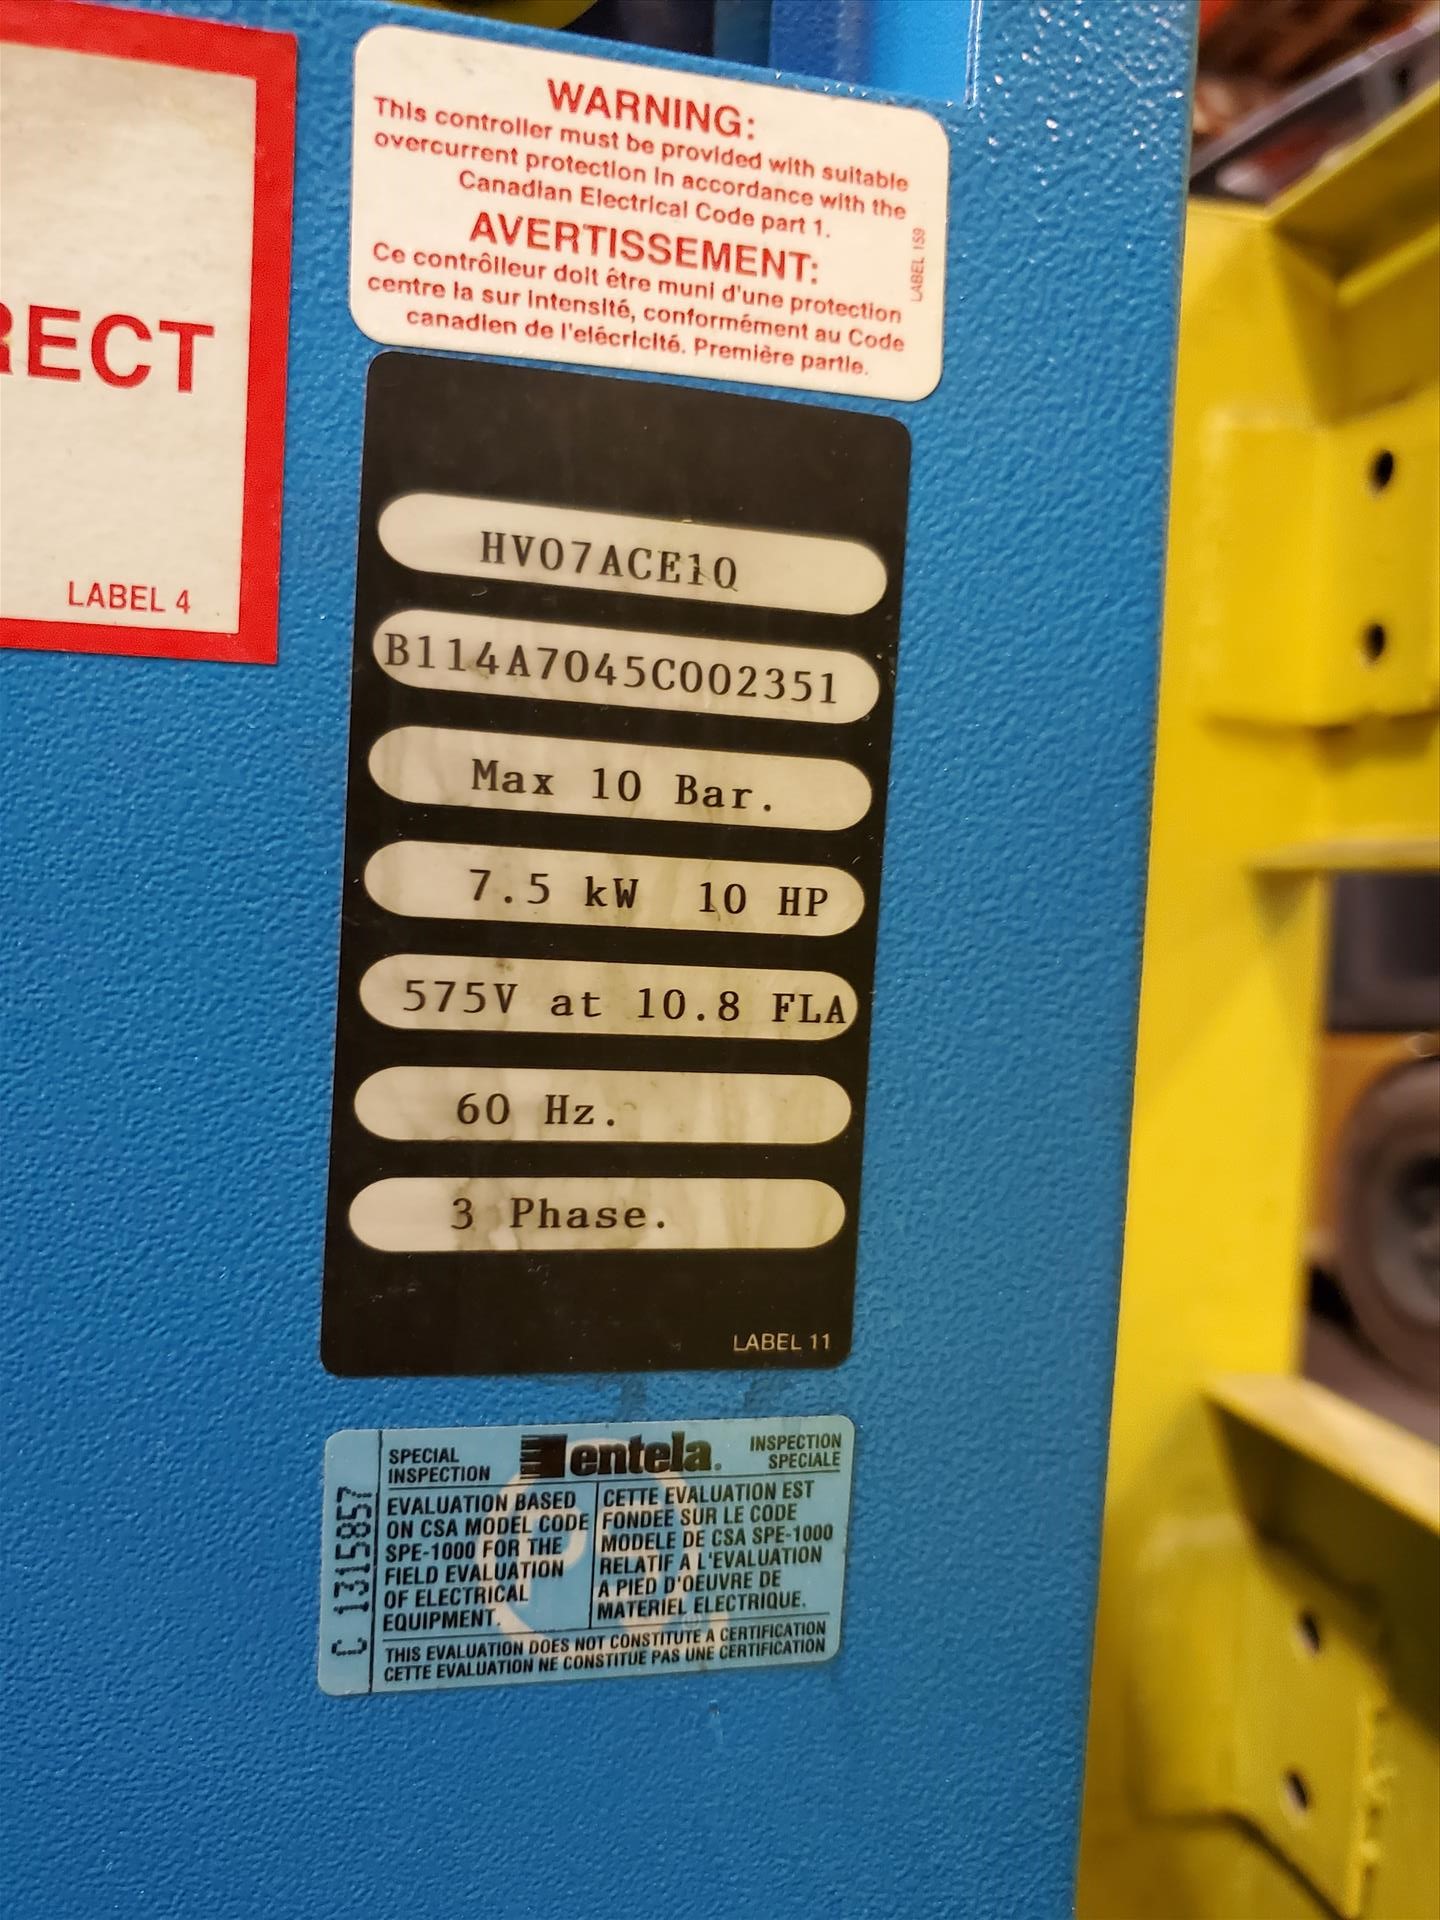 RECT
LABEL 4
WARNING:
This controller must be provided with suitable
overcurrent protection in accordance with the
Canadian Electrical Code part 1.
AVERTISSEMENT:
Ce contrôlleur doit être muni d'une protection
centre la sur intensité, conformément au Code
canadien de l'elécricité. Première partie.
LABEL 159
HV07ACE1Q
B114A7045C002351
Max 10 Bar.
7.5 kW 10 HP
575V at 10.8 FLA
60 Hz.
3 Phase.
LABEL 11
C 1315857
SPECIAL
INSPECTION
entela.
INSPECTION
SPECIALE
EVALUATION BASED
ON CSA MODEL CODE
SPE-1000 FOR THE
FIELD EVALUATION
OF ELECTRICAL
EQUIPMENT.
CETTE EVALUATION EST
FONDEE SUR LE CODE
MODELE DE CSA SPE-1000
RELATIF A L'EVALUATION
A PIED D'OEUVRE DE
MATERIEL ELECTRIQUE.
THIS EVALUATION DOES NOT CONSTITUTE A CERTIFICATION
CETTE EVALUATION NE CONSTITUE PAS UNE CERTIFICATION